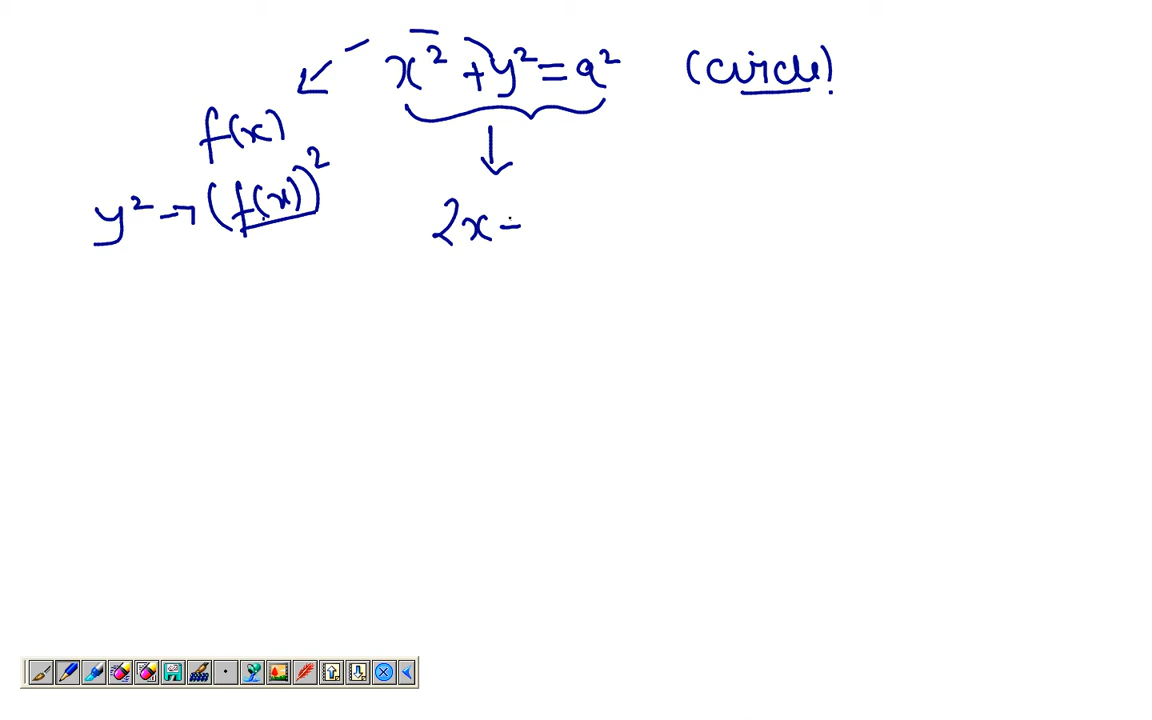 x² + y² = a² (circle)
f(x)
y² → (f(x))²
2x -